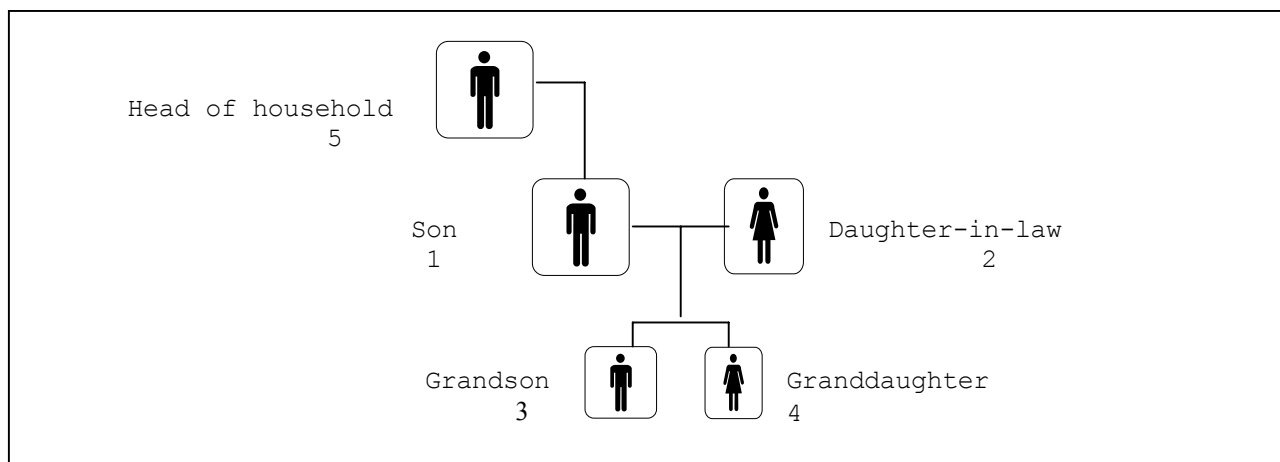 Head of household
5
Son
1
Daughter-in-law
2
Grandson
3
Granddaughter
4